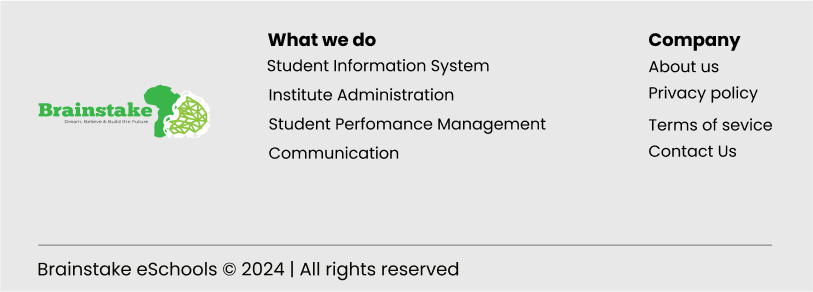 Brainstake
Dream, Believe & Build the Future
What we do
Student Information System
Institute Administration
Student Perfomance Management
Communication
Company
About us
Privacy policy
Terms of sevice
Contact Us
Brainstake eSchools © 2024 | All rights reserved